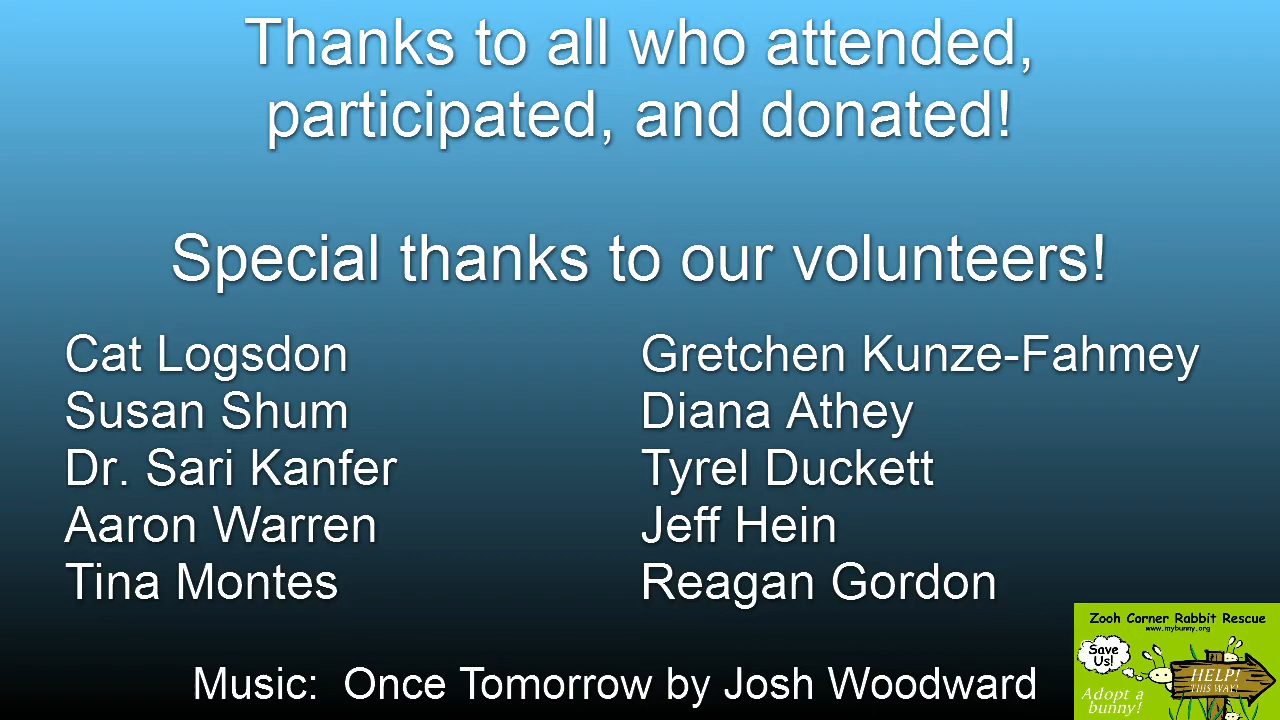 Thanks to all who attended,
participated, and donated!
Special thanks to our volunteers!
Cat Logsdon
Susan Shum
Dr. Sari Kanfer
Aaron Warren
Tina Montes
Gretchen Kunze-Fahmey
Diana Athey
Tyrel Duckett
Jeff Hein
Reagan Gordon
Music: Once Tomorrow by Josh Woodward
Zooh Corner Rabbit Rescue
www.mybunny.org
Save
Us!
HELP!
THIS WAY!
Adopt a
bunny!